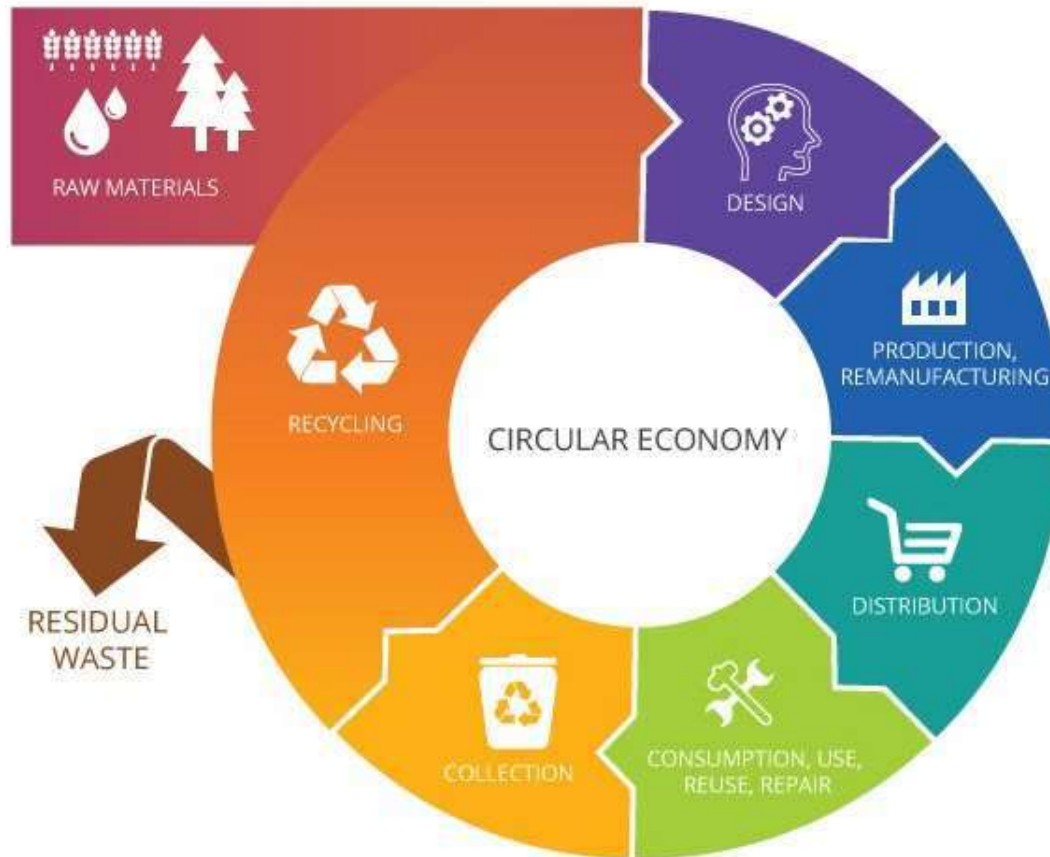 RAW MATERIALS
DESIGN
PRODUCTION,
REMANUFACTURING
RECYCLING
CIRCULAR ECONOMY
DISTRIBUTION
RESIDUAL
WASTE
CONSUMPTION, USE,
REUSE, REPAIR
COLLECTION